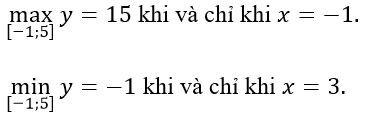 max y = 15 khi và chỉ khi x = −1.
[−1;5]
min y = −1 khi và chỉ khi x = 3.
[−1;5]